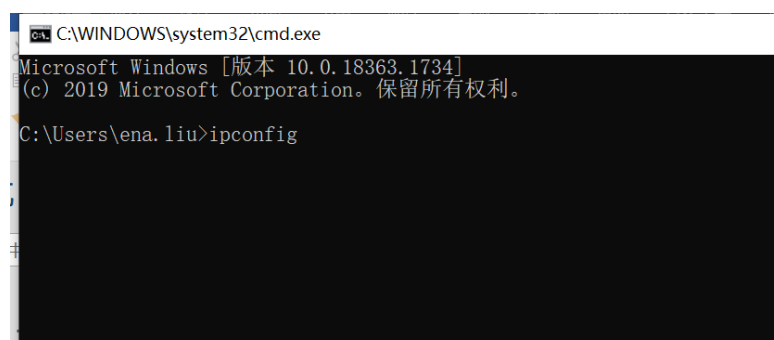 C:\WINDOWS\system32\cmd.exe
Microsoft Windows [版本 10.0.18363.1734]
(c) 2019 Microsoft Corporation。保留所有权利。
C:\Users\ena.liu>ipconfig